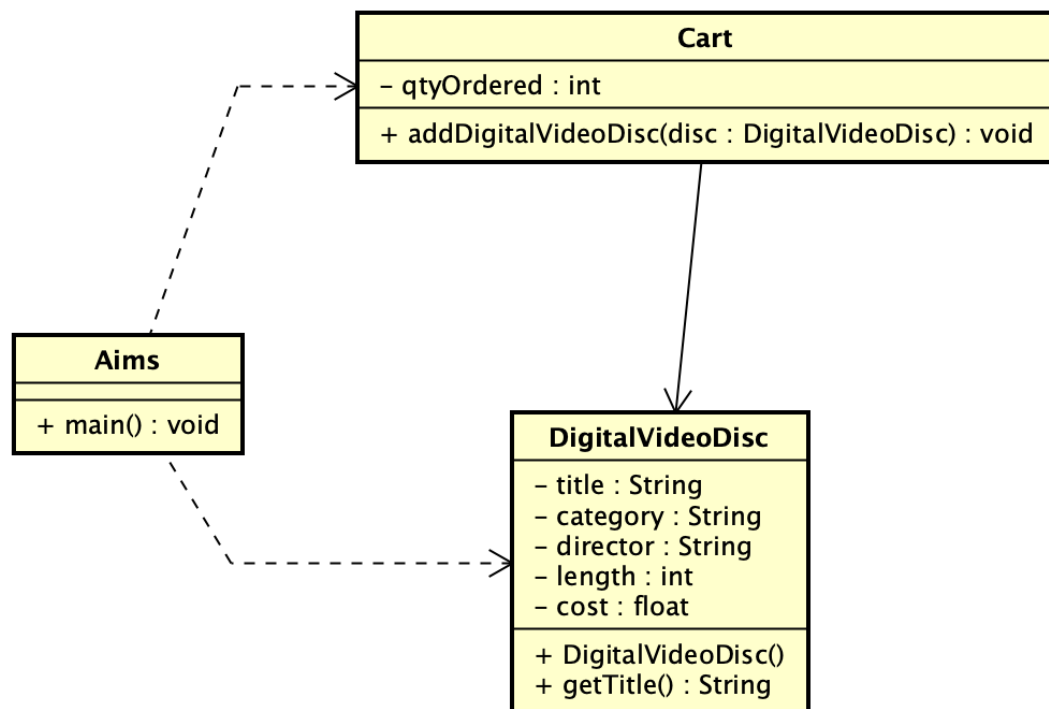 Cart
– qtyOrdered : int
+ addDigitalVideoDisc(disc : DigitalVideoDisc) : void
Aims
+ main() : void
DigitalVideoDisc
– title : String
– category : String
– director : String
– length : int
– cost : float
+ DigitalVideoDisc()
+ getTitle() : String